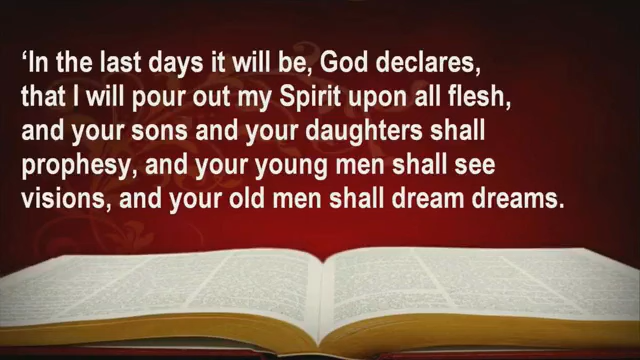 ‘In the last days it will be, God declares,
that I will pour out my Spirit upon all flesh,
and your sons and your daughters shall
prophesy, and your young men shall see
visions, and your old men shall dream dreams.